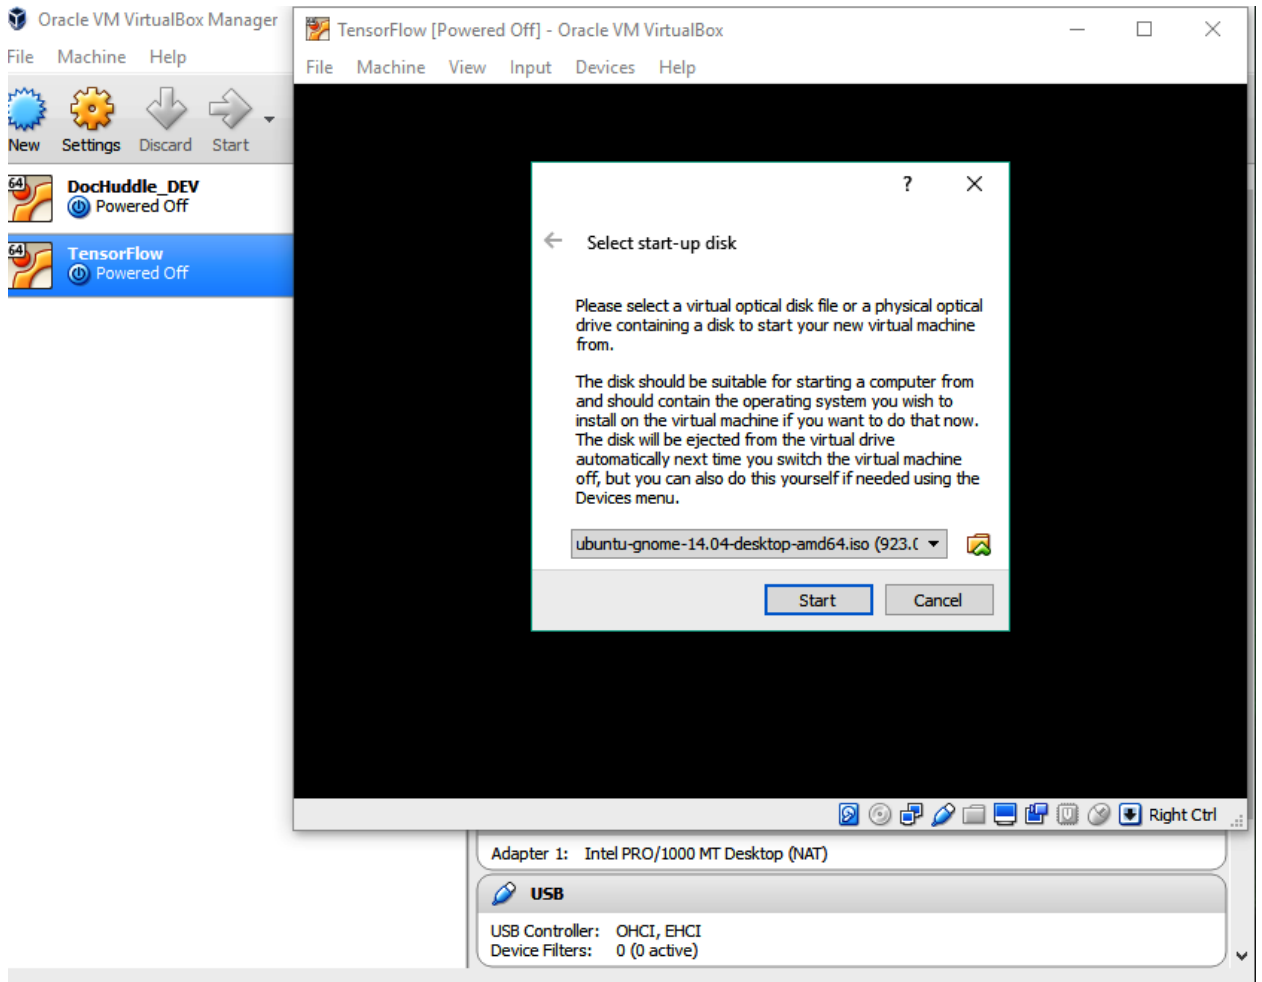 Oracle VM VirtualBox Manager
File Machine Help
New Settings Discard Start
64
DocHuddle_DEV
Powered Off
64
TensorFlow
Powered Off
TensorFlow [Powered Off] - Oracle VM VirtualBox
File Machine View Input Devices Help
?
Select start-up disk
Please select a virtual optical disk file or a physical optical
drive containing a disk to start your new virtual machine
from.
The disk should be suitable for starting a computer from
and should contain the operating system you wish to
install on the virtual machine if you want to do that now.
The disk will be ejected from the virtual drive
automatically next time you switch the virtual machine
off, but you can also do this yourself if needed using the
Devices menu.
ubuntu-gnome-14.04-desktop-amd64.iso
Start Cancel
Right Ctrl
Adapter 1: Intel PRO/1000 MT Desktop (NAT)
USB
USB Controller: OHCI, EHCI
Device Filters: 0 (0 active)